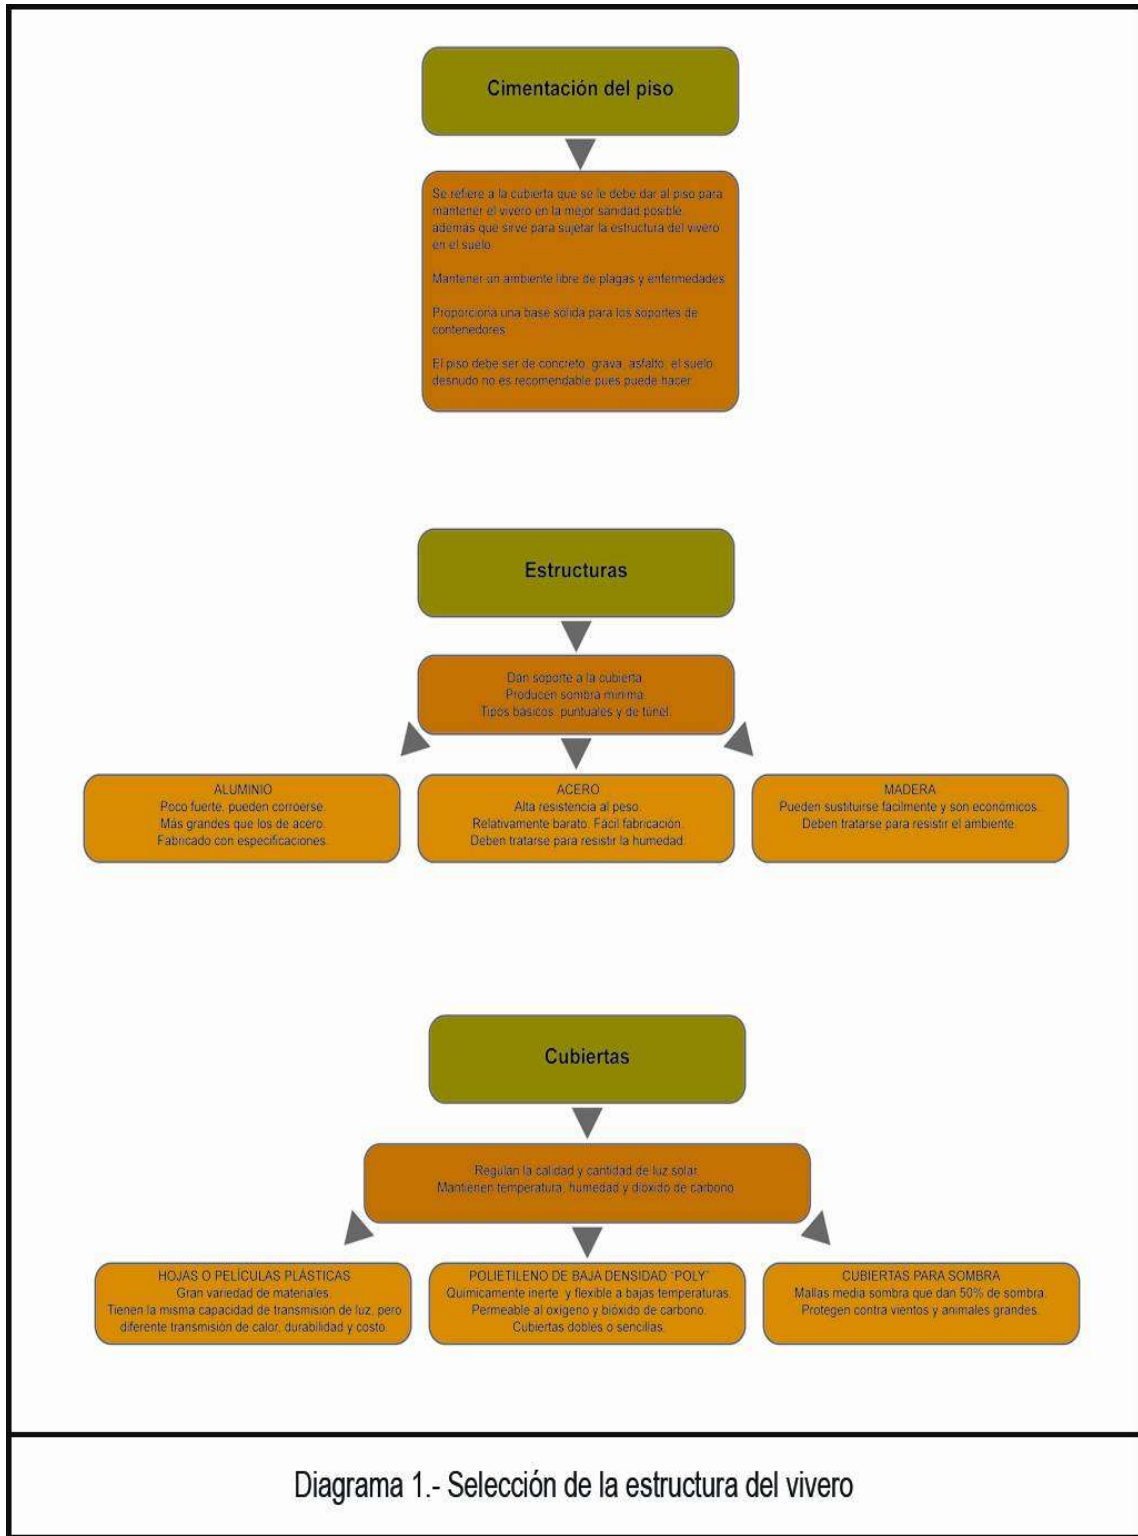 Cimentación del piso
Se refiere a la cubierta que se le debe dar al piso para
mantener el vivero en la mejor sanidad posible
además que sirve para sujetar la estructura del vivero
en el suelo
Mantener un ambiente libre de plagas y enfermedades
Proporciona una base sólida para los soportes de
contenedores
El piso debe ser de concreto, grava, asfalto, el suelo
desnudo no es recomendable pues puede hacer
Estructuras
Dan soporte a la cubierta
Producen sombra mínima.
Tipos básicos: puntuales y de túnel.
ALUMINIO
Poco fuerte, pueden corroerse.
Más grandes que los de acero.
Fabricado con especificaciones.
ACERO
Alta resistencia al peso.
Relativamente barato. Fácil fabricación.
Deben tratarse para resistir la humedad.
MADERA
Pueden sustituirse fácilmente y son económicos.
Deben tratarse para resistir el ambiente.
Cubiertas
Regulan la calidad y cantidad de luz solar.
Mantienen temperatura, humedad y dióxido de carbono
HOJAS O PELÍCULAS PLÁSTICAS
Gran variedad de materiales.
Tienen la misma capacidad de transmisión de luz, pero
diferente transmisión de calor, durabilidad y costo.
POLIETILENO DE BAJA DENSIDAD "POLY"
Químicamente inerte y flexible a bajas temperaturas.
Permeable al oxígeno y bióxido de carbono.
Cubiertas dobles o sencillas.
CUBIERTAS PARA SOMBRA
Mallas media sombra que dan 50% de sombra.
Protegen contra vientos y animales grandes.
Diagrama 1.- Selección de la estructura del vivero